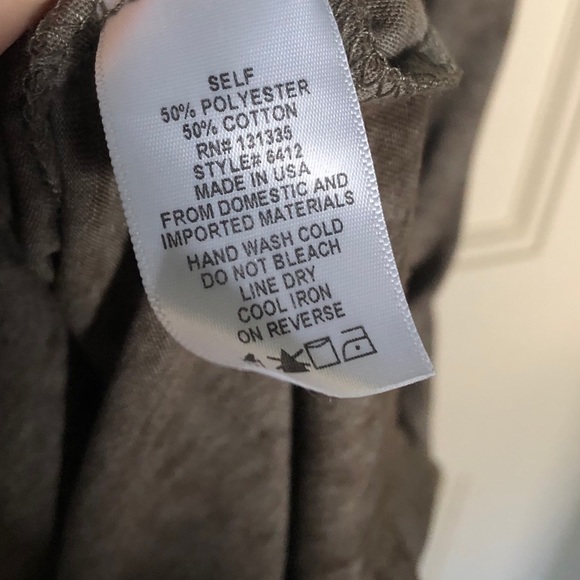 SELF
50% POLYESTER
50% COTTON
RN# 131335
STYLE# 6412
MADE IN USA
FROM DOMESTIC AND
IMPORTED MATERIALS
HAND WASH COLD
DO NOT BLEACH
LINE DRY
COOL IRON
ON REVERSE